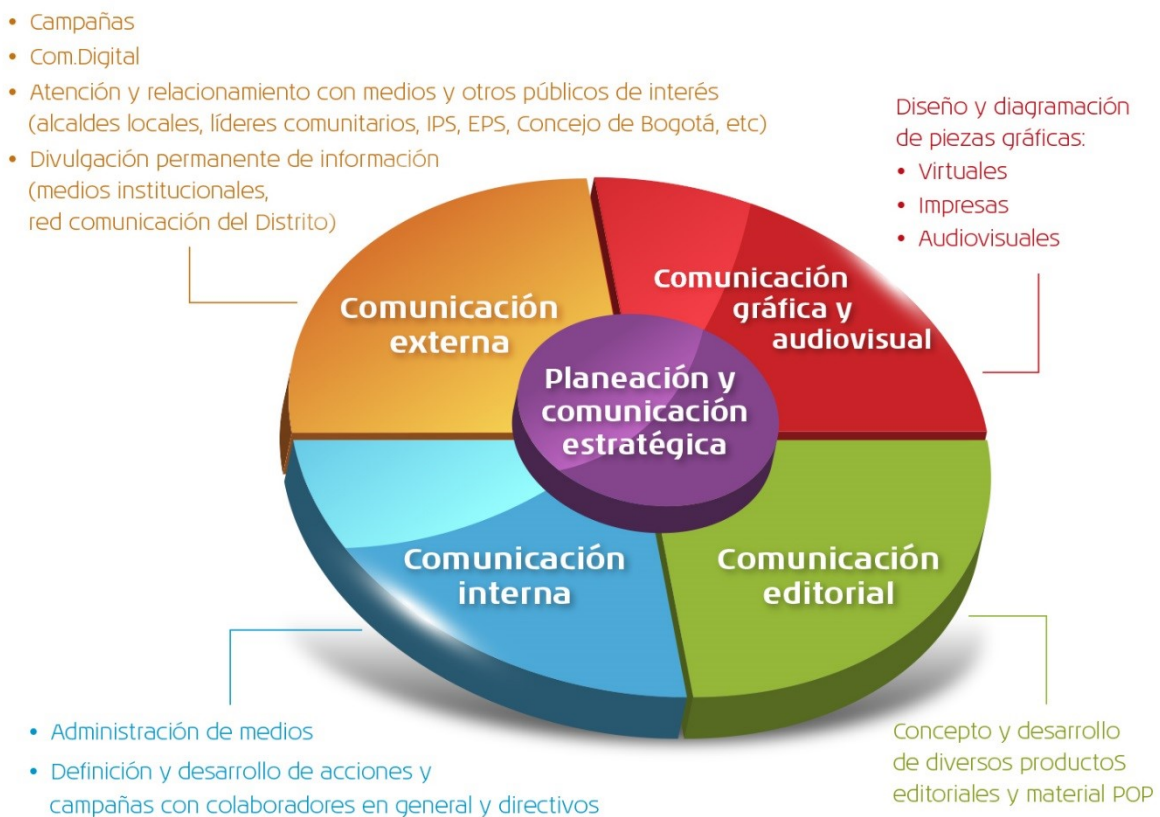 • Campañas
• Com.Digital
• Atención y relacionamiento con medios y otros públicos de interés
(alcaldes locales, líderes comunitarios, IPS, EPS, Concejo de Bogotá, etc)
• Divulgación permanente de información
(medios institucionales,
red comunicación del Distrito)
Diseño y diagramación
de piezas gráficas:
• Virtuales
• Impresas
• Audiovisuales
Comunicación
externa
Comunicación
gráfica y
audiovisual
Planeación y
comunicación
estratégica
Comunicación
interna
Comunicación
editorial
• Administración de medios
• Definición y desarrollo de acciones y
campañas con colaboradores en general y directivos
Concepto y desarrollo
de diversos productoS
editoriales y material POP